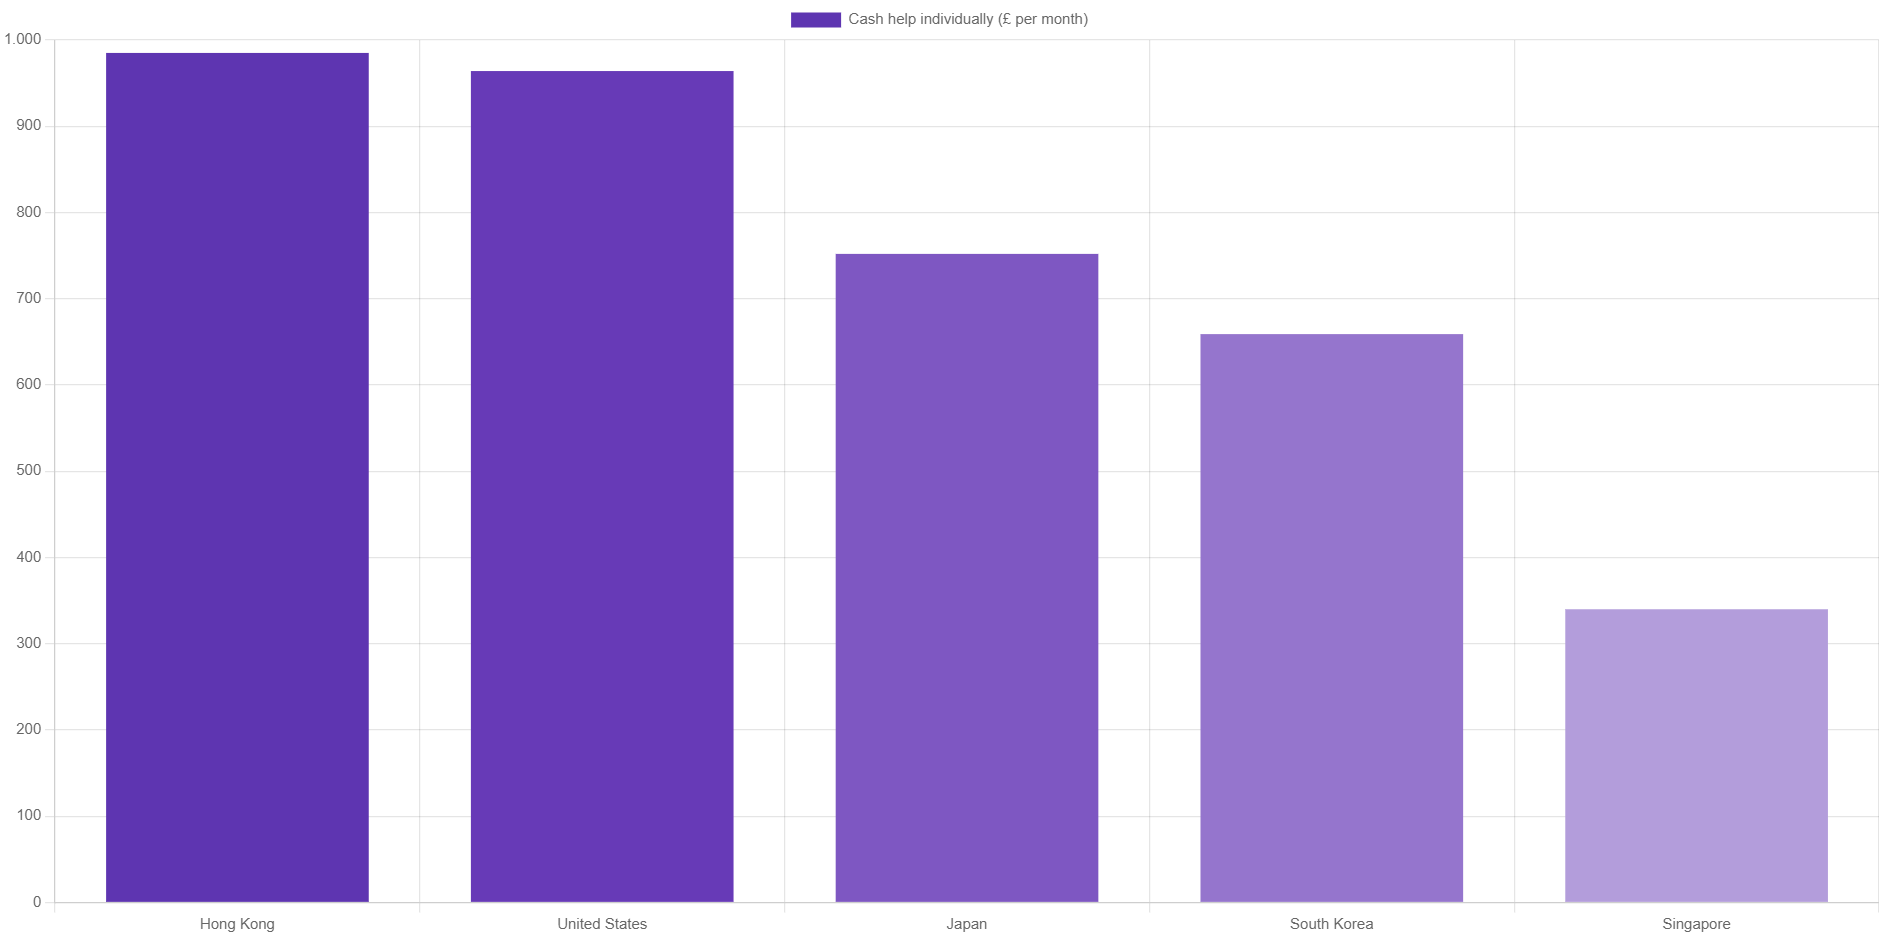 Cash help individually (£ per month)
1.000
900
800
700
600
500
400
300
200
100
0
Hong Kong
United States
Japan
South Korea
Singapore